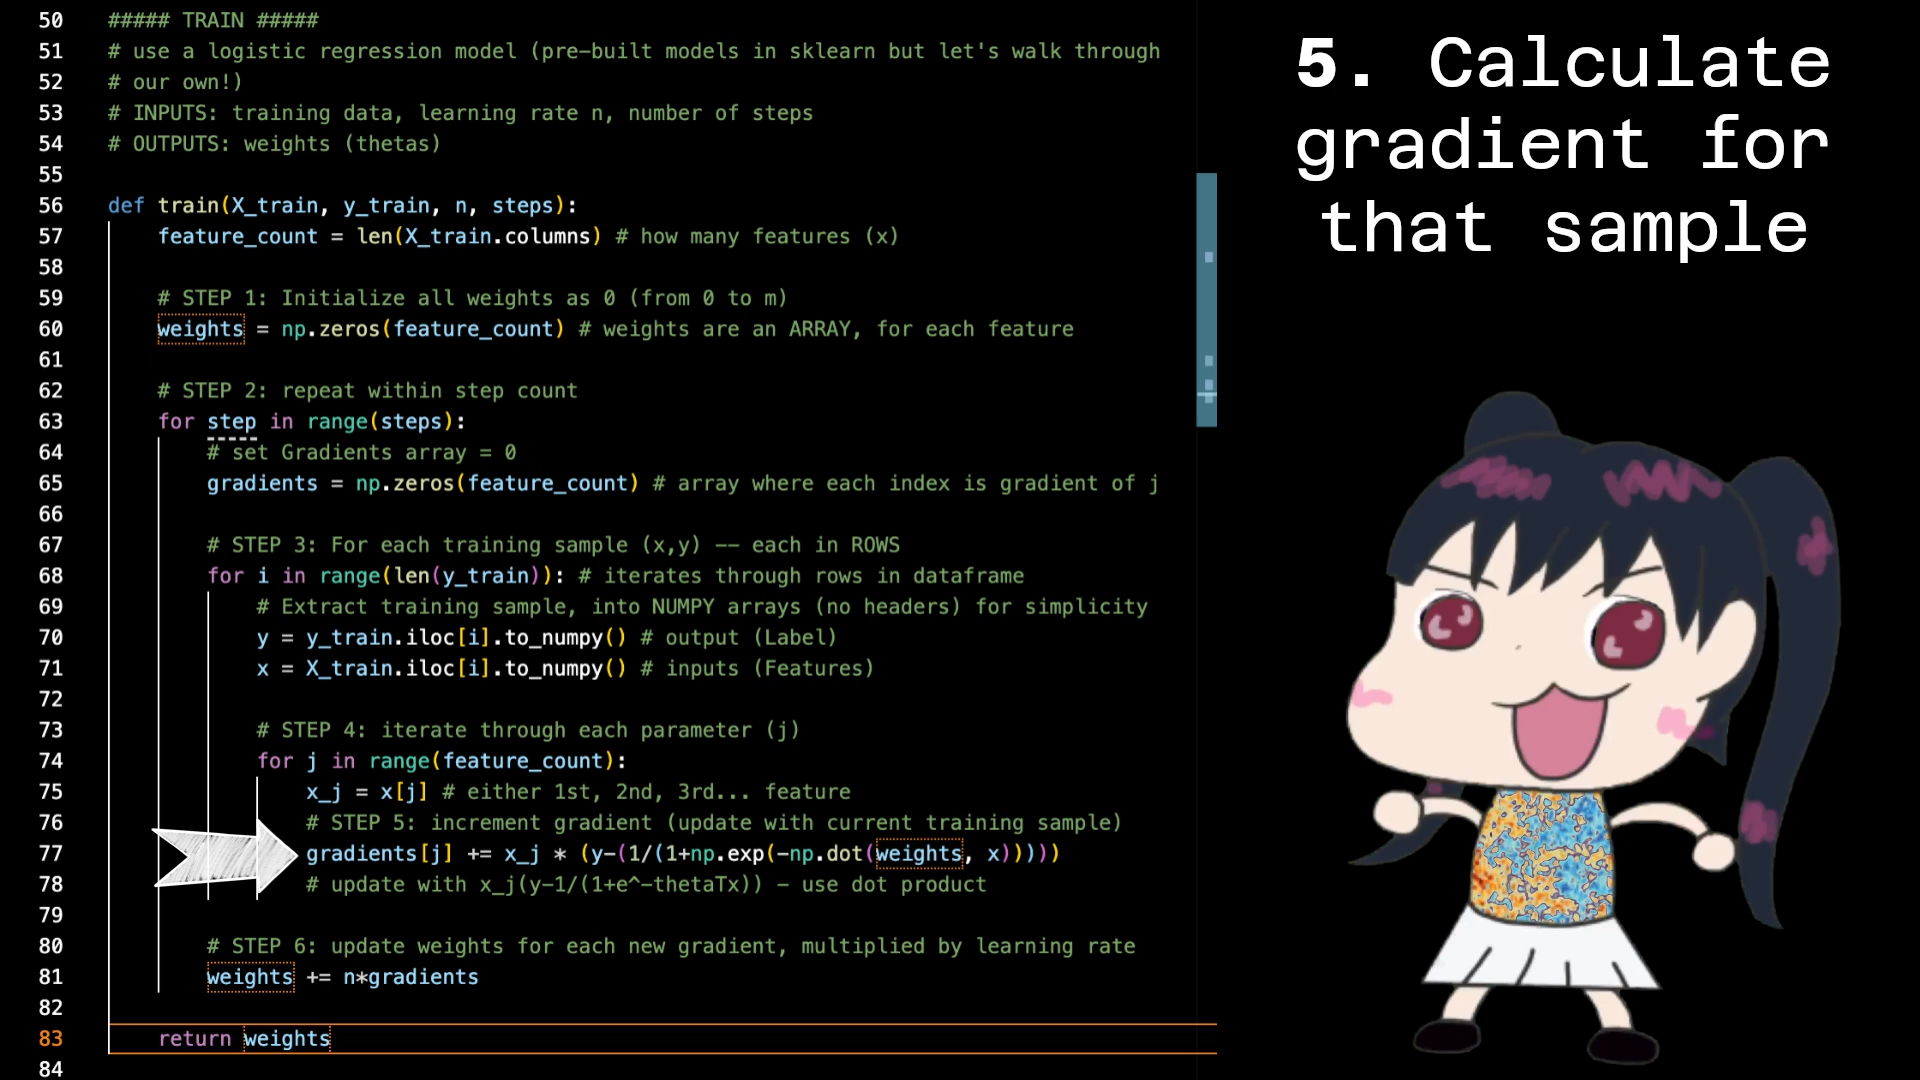 50 ##### TRAIN #####
51 # use a logistic regression model (pre-built models in sklearn but let's walk through
52 # our own!)
53 # INPUTS: training data, learning rate n, number of steps
54 # OUTPUTS: weights (thetas)
55
56 def train(X_train, y_train, n, steps):
57     feature_count = len(X_train.columns) # how many features (x)
58
59     # STEP 1: Initialize all weights as 0 (from 0 to m)
60     weights = np.zeros(feature_count) # weights are an ARRAY, for each feature
61
62     # STEP 2: repeat within step count
63     for step in range(steps):
64         # set Gradients array = 0
65         gradients = np.zeros(feature_count) # array where each index is gradient of j
66
67         # STEP 3: For each training sample (x,y) -- each in ROWS
68         for i in range(len(y_train)): # iterates through rows in dataframe
69             # Extract training sample, into NUMPY arrays (no headers) for simplicity
70             y = y_train.iloc[i].to_numpy() # output (Label)
71             x = X_train.iloc[i].to_numpy() # inputs (Features)
72
73             # STEP 4: iterate through each parameter (j)
74             for j in range(feature_count):
75                 x_j = x[j] # either 1st, 2nd, 3rd... feature
76                 # STEP 5: increment gradient (update with current training sample)
77                 gradients[j] += x_j * (y-(1/(1+np.exp(-np.dot(weights, x)))))
78                 # update with x_j(y-1/(1+e^-thetaTx)) - use dot product
79
80         # STEP 6: update weights for each new gradient, multiplied by learning rate
81         weights += n*gradients
82
83     return weights
84
5. Calculate
gradient for
that sample